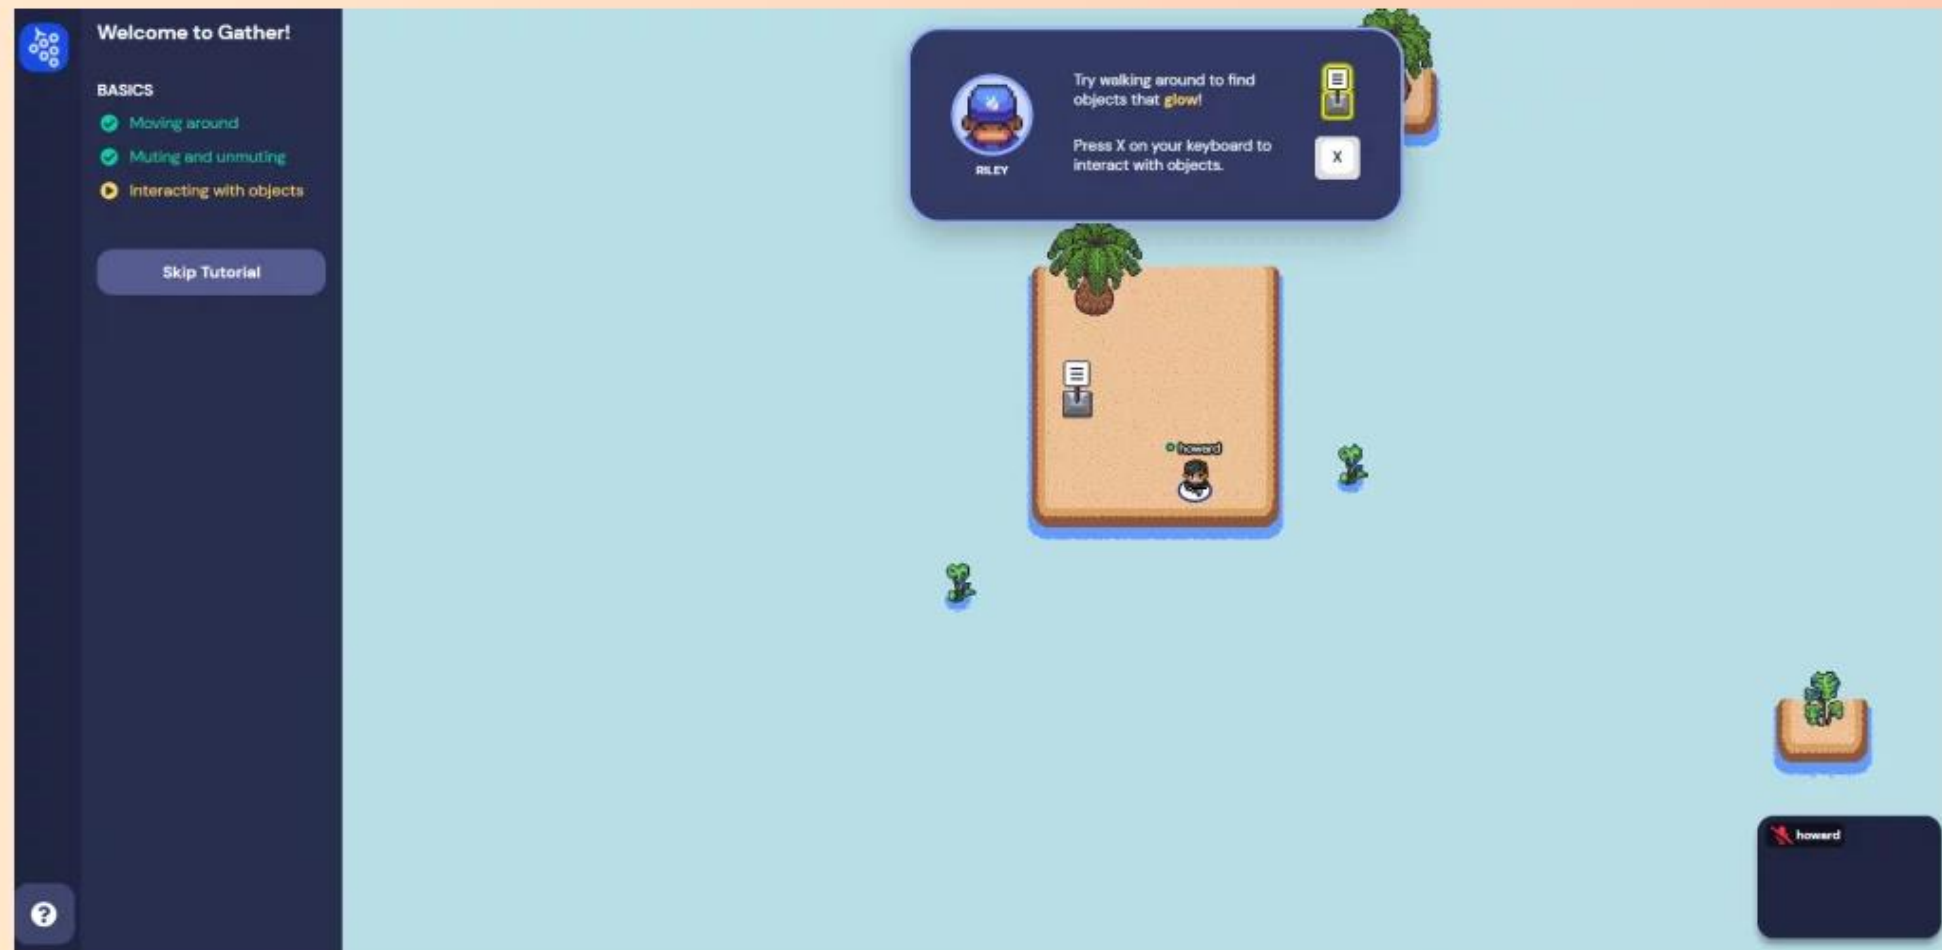 Welcome to Gather!
BASICS
Moving around
Muting and unmuting
Interacting with objects
Skip Tutorial
Try walking around to find
objects that glow!
Press X on your keyboard to
interact with objects.
X
RILEY
howard
howard
?